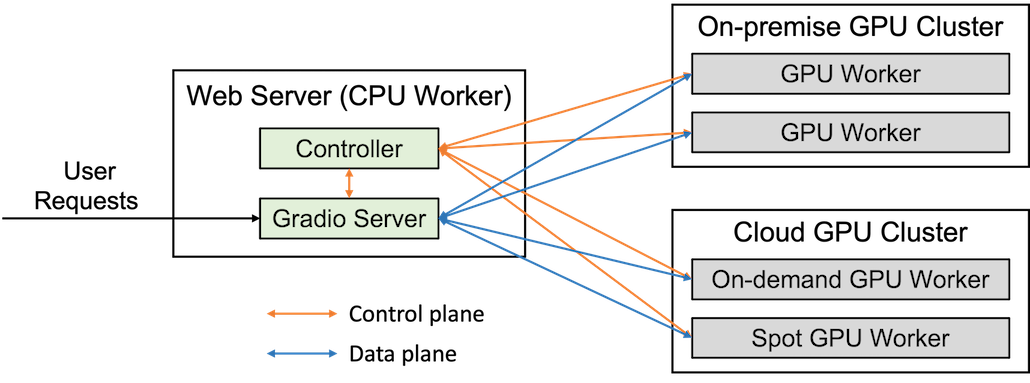 User
Requests
Web Server (CPU Worker)
Controller
Gradio Server
Control plane
Data plane
On-premise GPU Cluster
GPU Worker
GPU Worker
Cloud GPU Cluster
On-demand GPU Worker
Spot GPU Worker